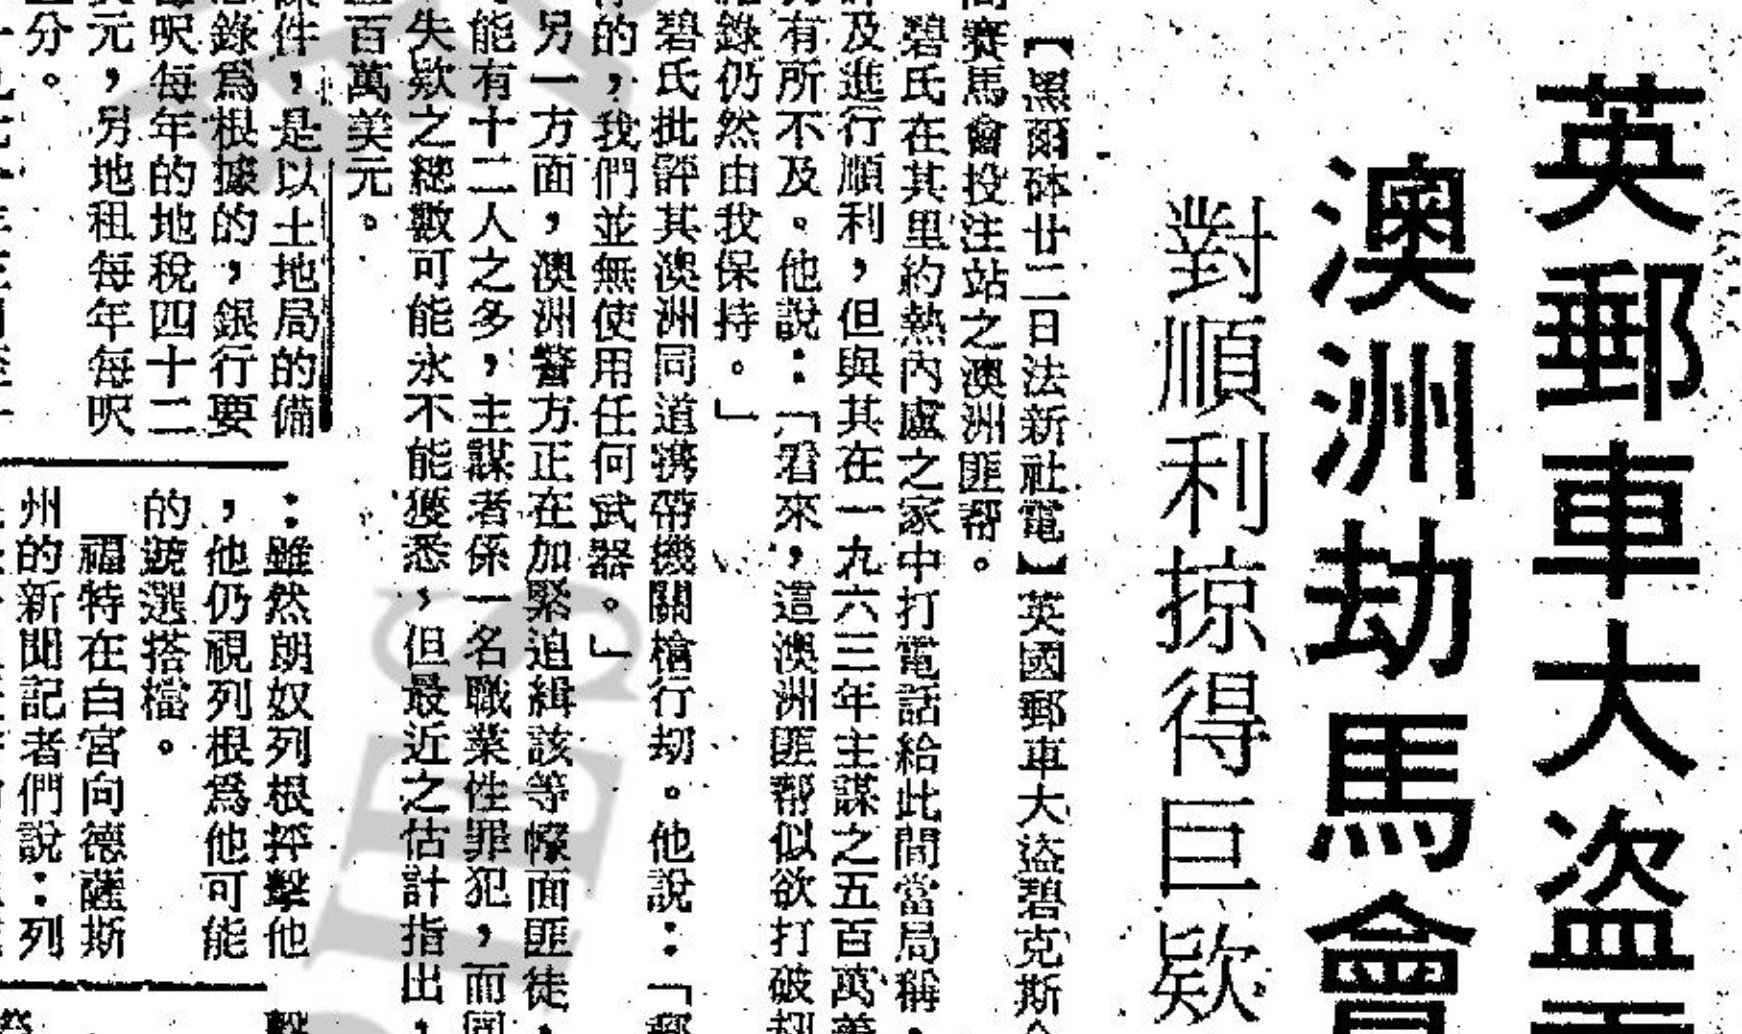 英郵車大盜
澳洲劫馬會
對順利掠得巨欵
【黑爾砵廿二日法新社電】英國郵車大盜碧克斯
賽馬會投注站之澳洲匪帮。
碧氏在其里約熱內盧之家中打電話給此間當局稱，
及進行順利，但與其在一九六三年主謀之五百萬
有所不及。他說：「看來，這澳洲匪帮似欲打破
錄仍然由我保持。」
碧氏批評其澳洲同道携帶機關槍行刼。他說：「郵
的，我們並無使用任何武器。」
另一方面，澳洲警方正在加緊追緝該等幪面匪徒，
能有十二人之多，主謀者係一名職業性罪犯，而
失欵之總數可能永不能獲悉，但最近之估計指出，
百萬美元。
件，是以土地局的備
錄爲根據的，銀行要
呎每年的地稅四十二
元，另地租每年每呎
分。
：雖然朗奴列根抨擊他
，他仍視列根爲他可能
的競選搭檔。
福特在白宮向德薩斯
州的新聞記者們說：列